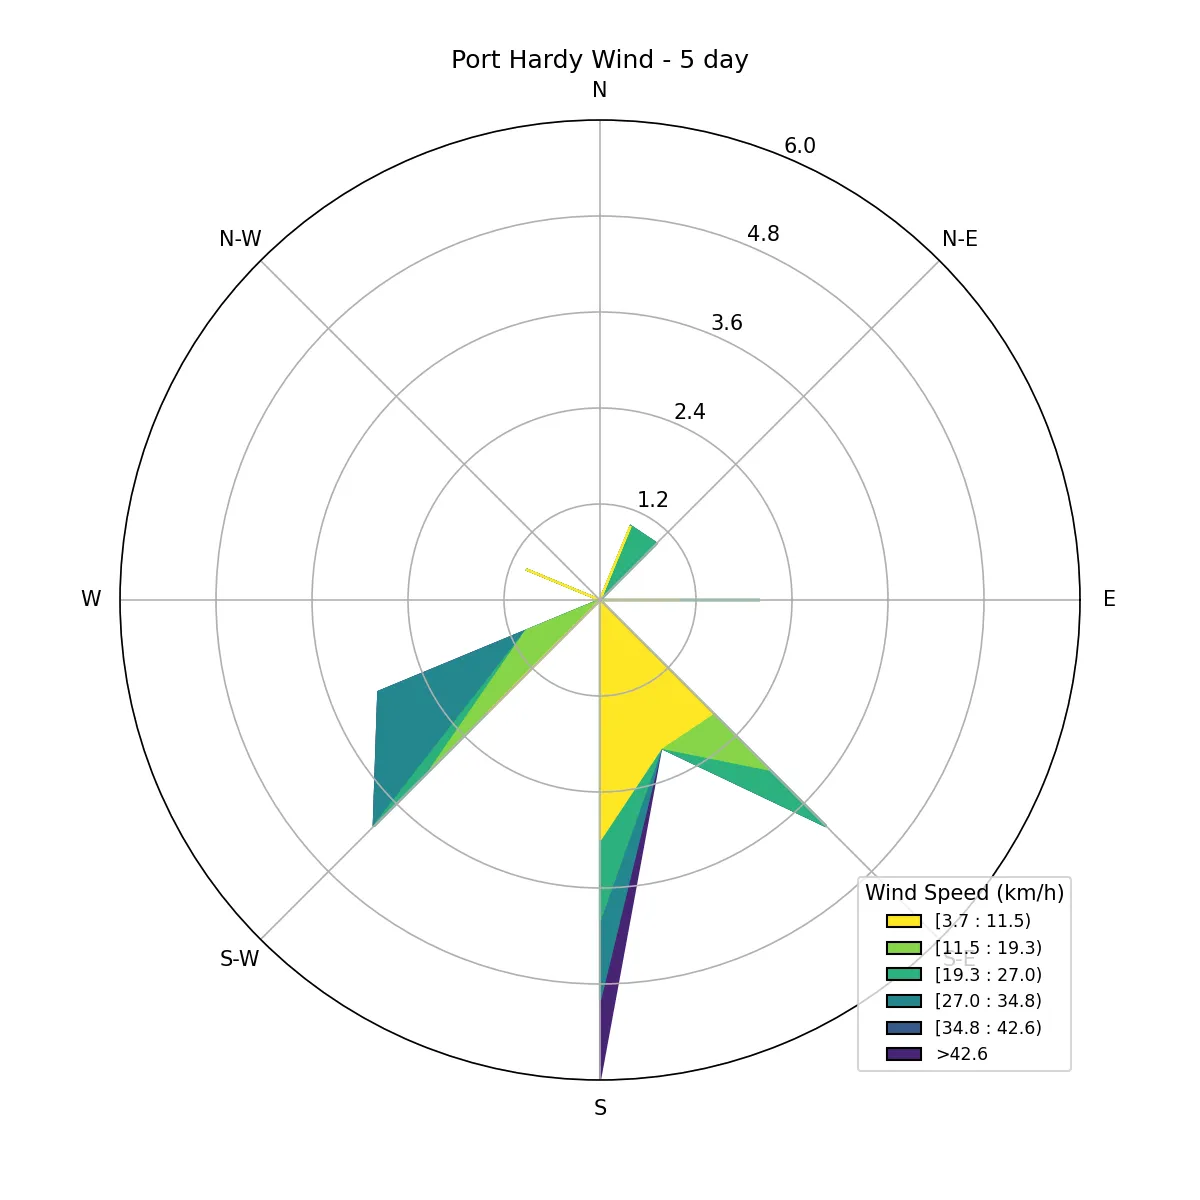 Port Hardy Wind - 5 day
N
6.0
N-W
4.8
N-E
3.6
2.4
1.2
W
E
Wind Speed (km/h)
[3.7 : 11.5)
[11.5 : 19.3)
S-W
S-E
[19.3 : 27.0)
[27.0 : 34.8)
[34.8 : 42.6)
>42.6
S